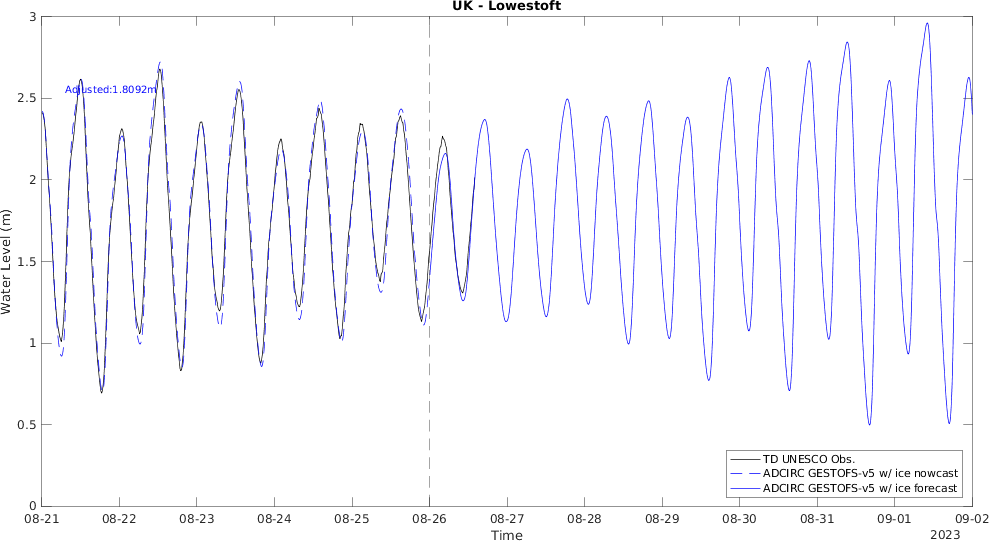 UK - Lowestoft
Water Level (m)
3
2.5
2
1.5
1
0.5
0
Adjusted:1.8092m
TD UNESCO Obs.
ADCIRC GESTOFS-v5 w/ ice nowcast
ADCIRC GESTOFS-v5 w/ ice forecast
08-21 08-22 08-23 08-24 08-25 08-26 08-27 08-28 08-29 08-30 08-31 09-01 09-02
Time
2023